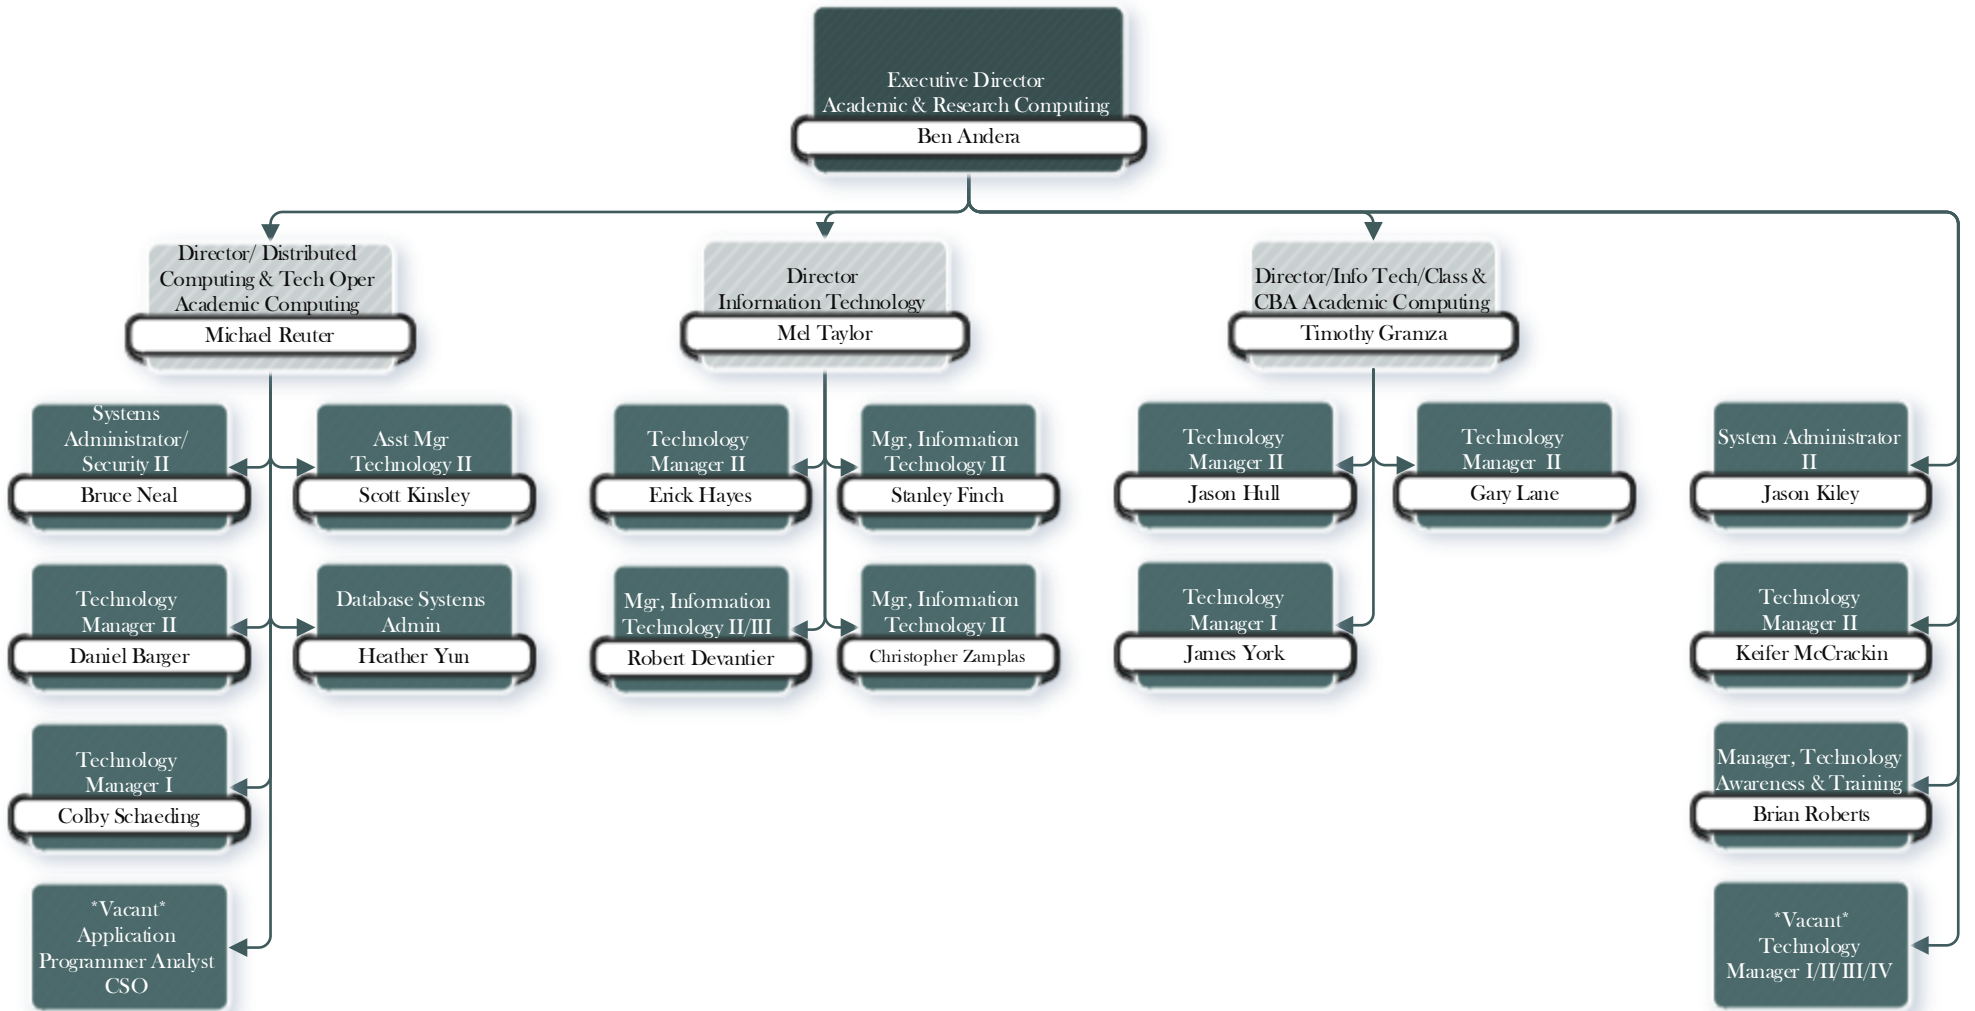 Executive Director
Academic & Research Computing
Ben Andera
Director/ Distributed
Computing & Tech Oper
Academic Computing
Michael Reuter
Director
Information Technology
Mel Taylor
Director/Info Tech/Class &
CBA Academic Computing
Timothy Gramza
Systems
Administrator/
Security II
Bruce Neal
Asst Mgr
Technology II
Scott Kinsley
Technology
Manager II
Erick Hayes
Mgr, Information
Technology II
Stanley Finch
Technology
Manager II
Jason Hull
Technology
Manager II
Gary Lane
System Administrator
II
Jason Kiley
Technology
Manager II
Daniel Barger
Database Systems
Admin
Heather Yun
Mgr, Information
Technology II/III
Robert Devantier
Mgr, Information
Technology II
Christopher Zamplas
Technology
Manager I
James York
Technology
Manager II
Keifer McCrackin
Technology
Manager I
Colby Schaeding
Manager, Technology
Awareness & Training
Brian Roberts
*Vacant*
Application
Programmer Analyst
CSO
*Vacant*
Technology
Manager I/II/III/IV